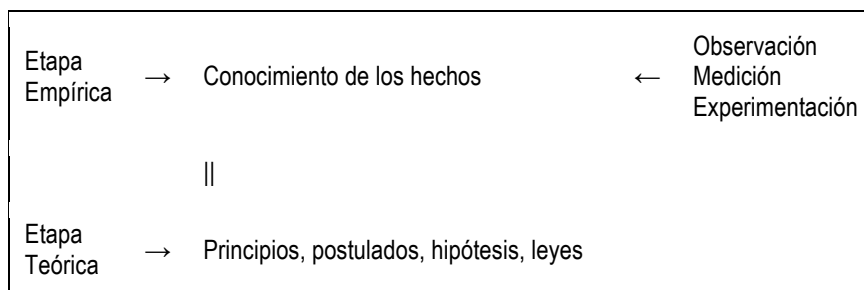 Etapa Empírica → Conocimiento de los hechos ← Observación
Medición
Experimentación
||
Etapa Teórica → Principios, postulados, hipótesis, leyes